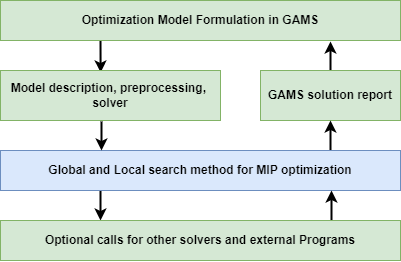 Optimization Model Formulation in GAMS
Model description, preprocessing,
solver
GAMS solution report
Global and Local search method for MIP optimization
Optional calls for other solvers and external Programs